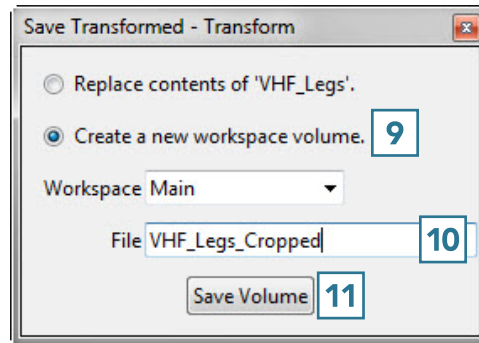 Save Transformed - Transform
Replace contents of 'VHF_Legs'.
Create a new workspace volume. 9
Workspace Main
File VHF_Legs_Cropped 10
Save Volume 11